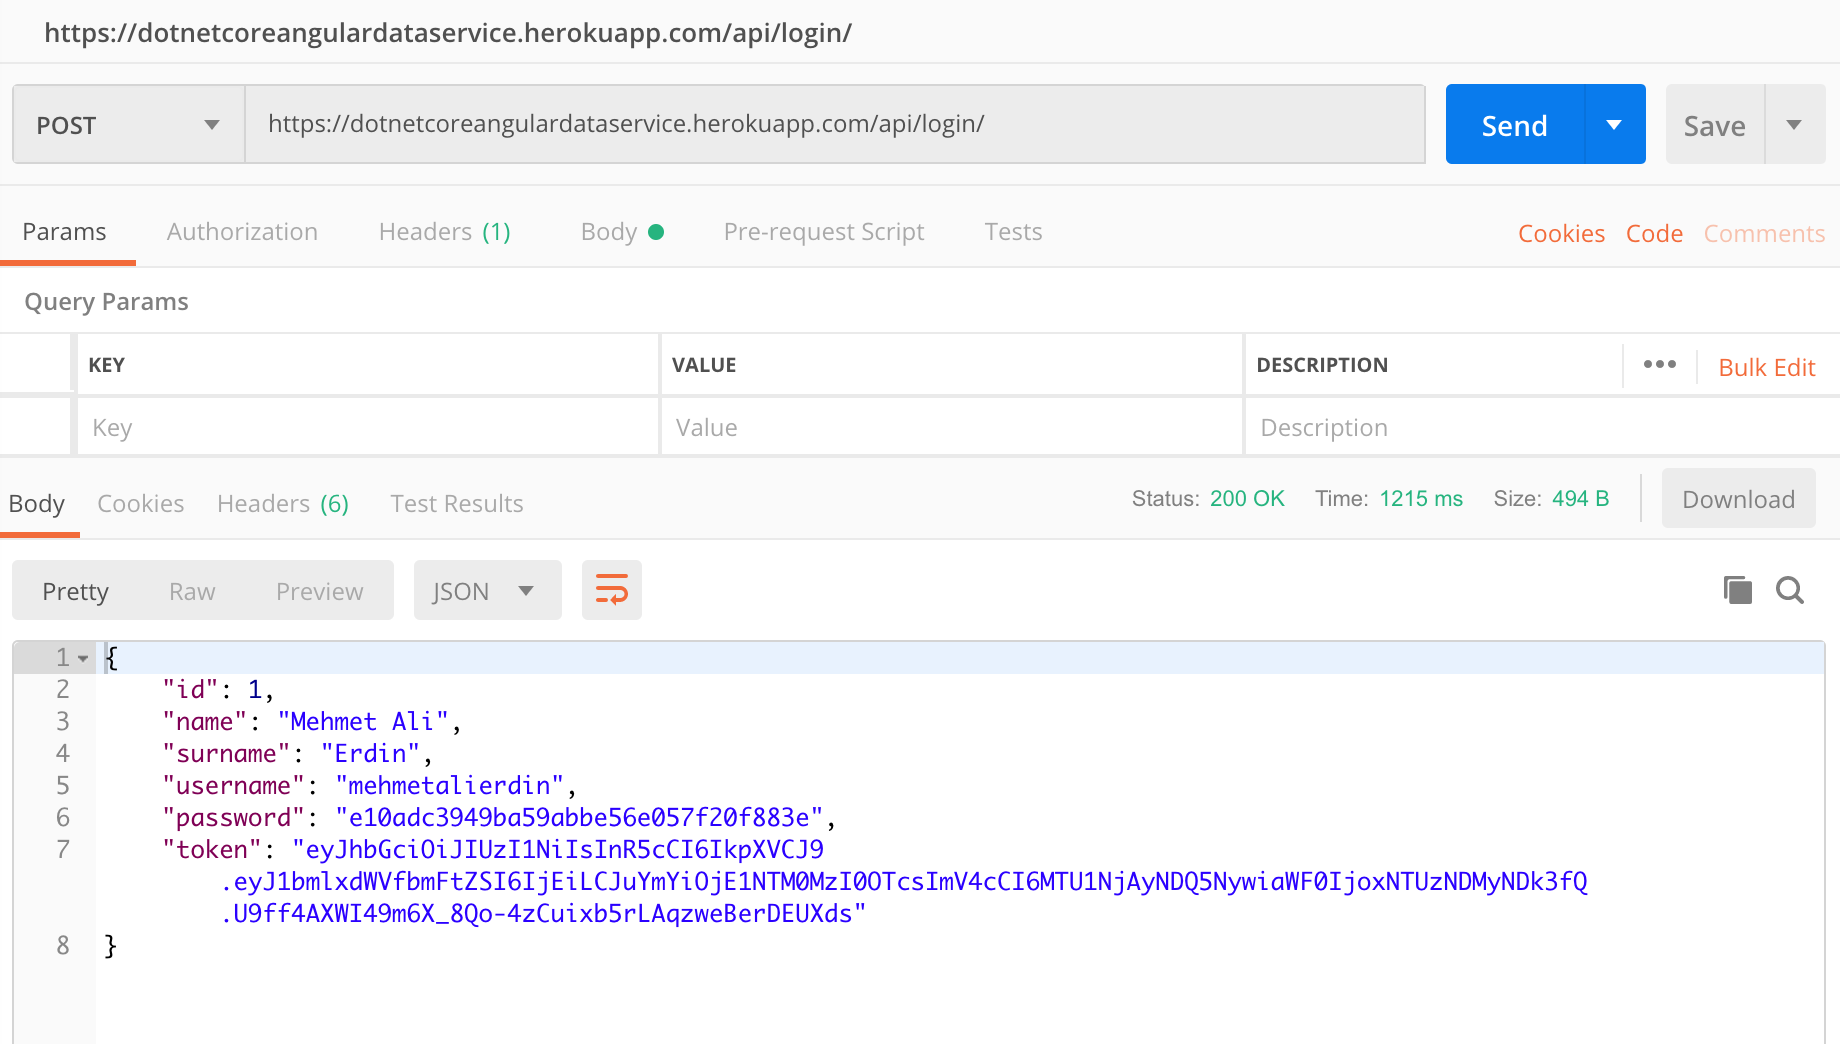 https://dotnetcoreangulardataservice.herokuapp.com/api/login/
POST https://dotnetcoreangulardataservice.herokuapp.com/api/login/ Send Save
Params Authorization Headers (1) Body Pre-request Script Tests Cookies Code Comments
Query Params
KEY VALUE DESCRIPTION ••• Bulk Edit
Key Value Description
Body Cookies Headers (6) Test Results Status: 200 OK Time: 1215 ms Size: 494 B Download
Pretty Raw Preview JSON
1 {
2 "id": 1,
3 "name": "Mehmet Ali",
4 "surname": "Erdin",
5 "username": "mehmetalierdin",
6 "password": "e10adc3949ba59abbe56e057f20f883e",
7 "token": "eyJhbGciOiJIUzI1NiIsInR5cCI6IkpXVCJ9
.eyJ1bmlxdWVfbmFtZSI6IjEiLCJuYmYiOjE1NTM0MzI0OTcsImV4cCI6MTU1NjAyNDQ5NywiaWF0IjoxNTUzNDMyNDk3fQ
.U9ff4AXWI49m6X_8Qo-4zCuixb5rLAqzweBerDEUXds"
8 }